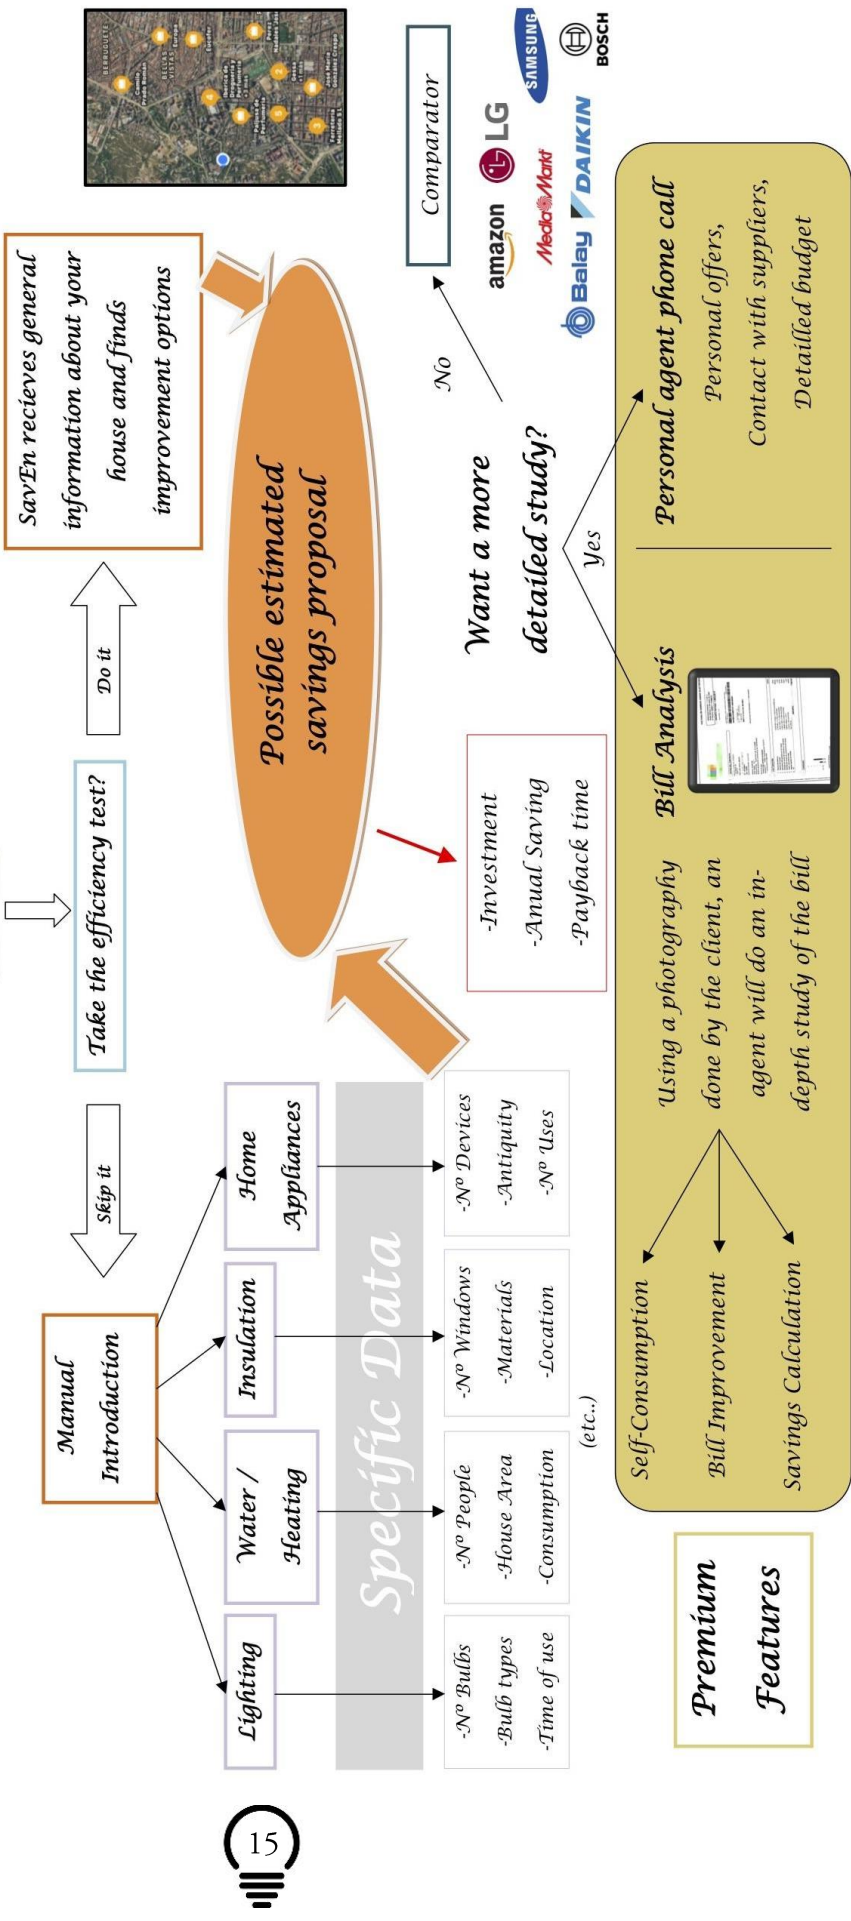 Take the efficiency test?
Skip it
Do it
Manual
Introduction
SavEn recieves general
information about your
house and finds
improvement options
BERRUGUETE
BELLAS
VISTAS
Lighting
Water /
Heating
Insulation
Home
Appliances
Specific Data
-Nº Bulbs
-Bulb types
-Time of use
-Nº People
-House Area
-Consumption
-Nº Windows
-Materials
-Location
-Nº Devices
-Antiquity
-Nº Uses
(etc..)
Possible estimated
savings proposal
-Investment
-Anual Saving
-Payback time
Want a more
detailed study?
No
Yes
Comparator
amazon
LG
SAMSUNG
MediaMarkt
Balay
DAIKIN
BOSCH
Premium
Features
Self-Consumption
Bill Improvement
Savings Calculation
Using a photography
done by the client, an
agent will do an in-
depth study of the bill
Bill Analysis
Personal agent phone call
Personal offers,
Contact with suppliers,
Detailled budget
15